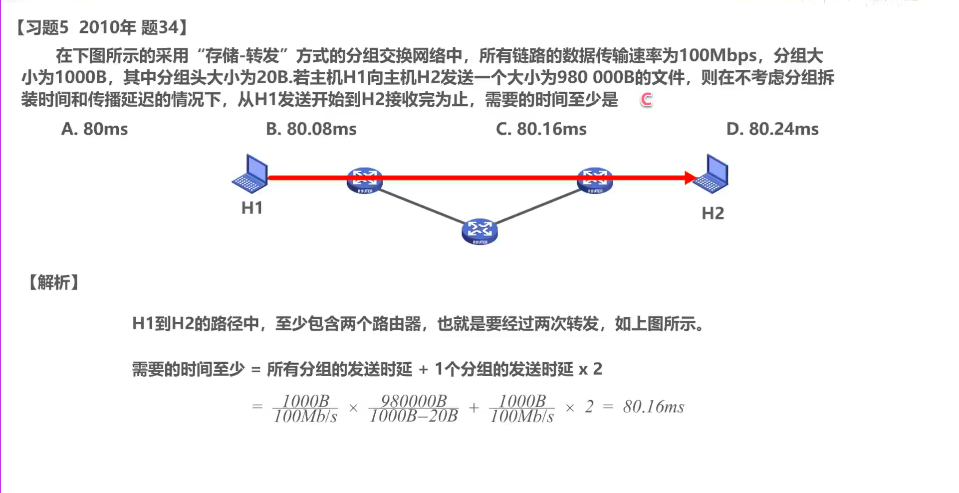 【习题5 2010年 题34】
在下图所示的采用“存储-转发”方式的分组交换网络中，所有链路的数据传输速率为100Mbps，分组大
小为1000B，其中分组头大小为20B.若主机H1向主机H2发送一个大小为980 000B的文件，则在不考虑分组拆
装时间和传播延迟的情况下，从H1发送开始到H2接收完为止，需要的时间至少是 C
A. 80ms B. 80.08ms C. 80.16ms D. 80.24ms
ROUTER ROUTER
H1 H2
ROUTER
【解析】
H1到H2的路径中，至少包含两个路由器，也就是要经过两次转发，如上图所示。
需要的时间至少 = 所有分组的发送时延 + 1个分组的发送时延 x 2
= 1000B/100Mb/s × 980000B/1000B−20B + 1000B/100Mb/s × 2 = 80.16ms